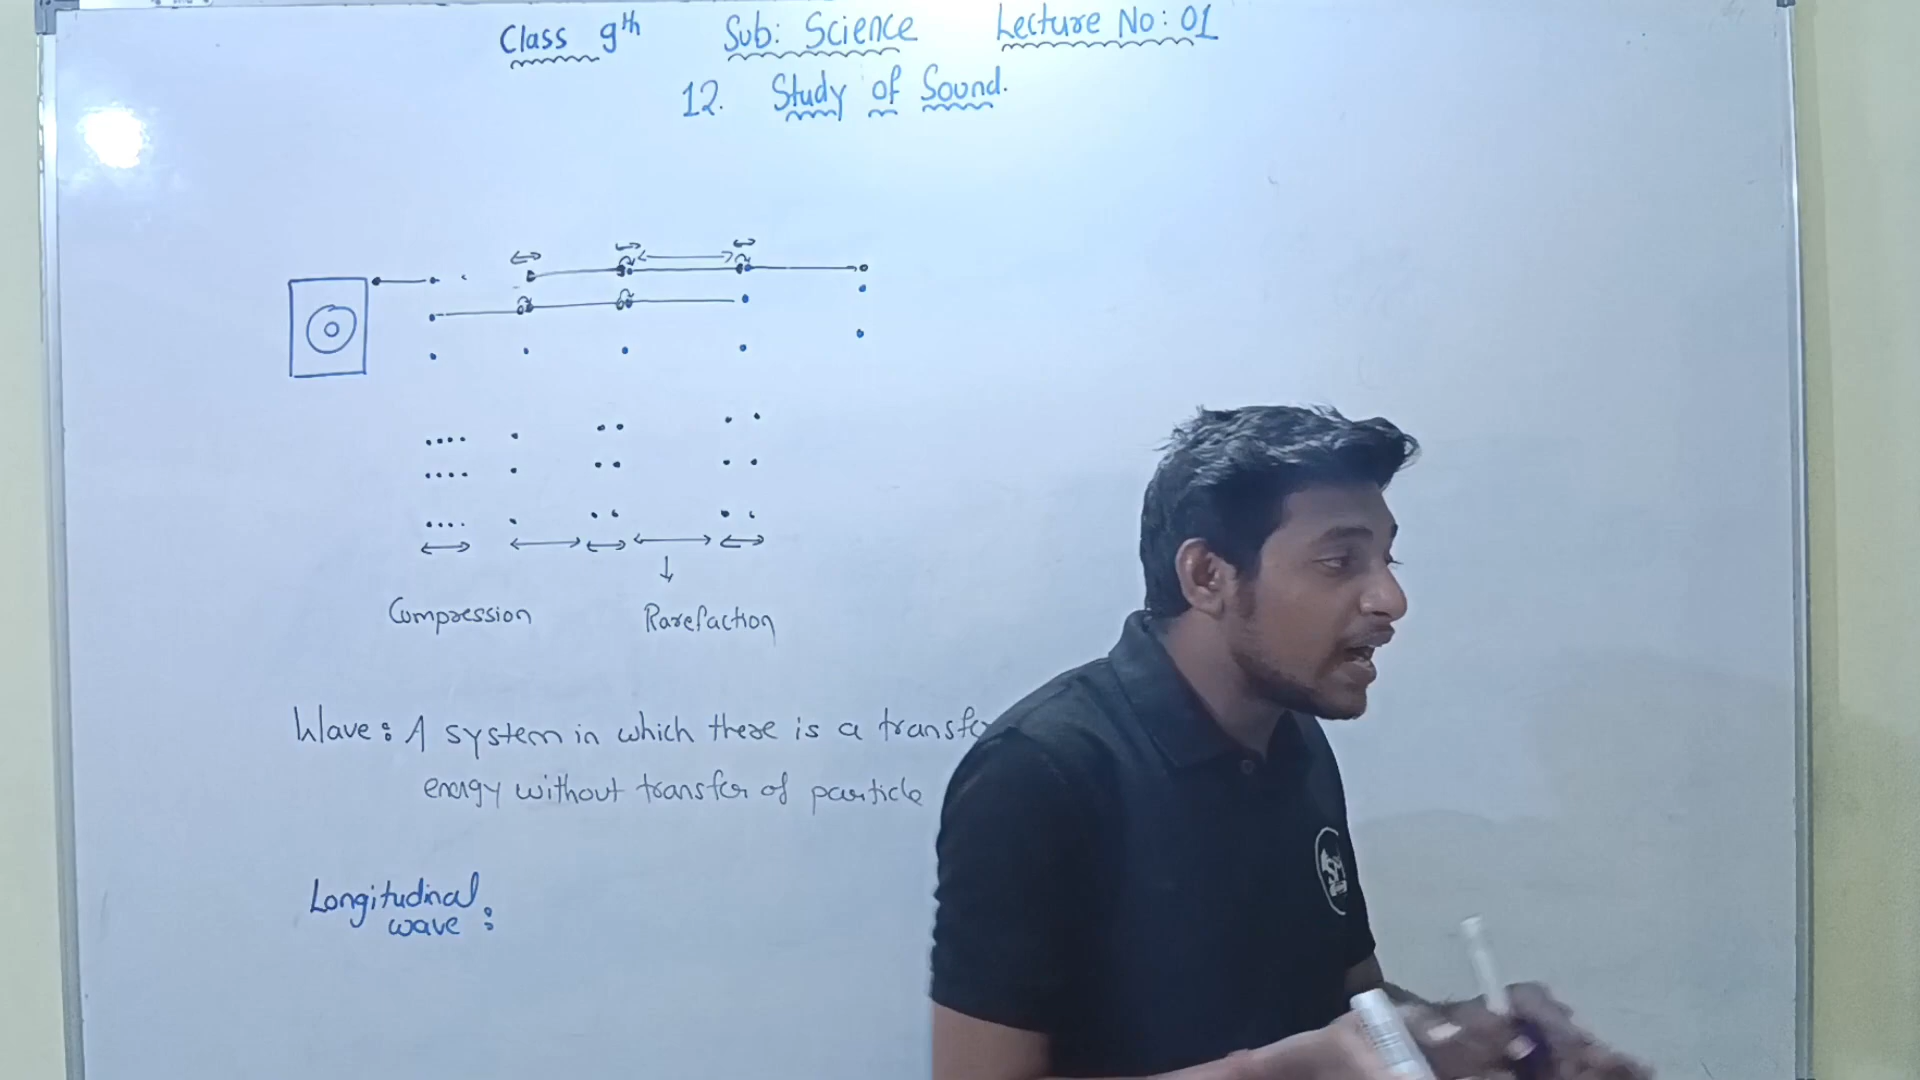 Class 9th Sub: Science Lecture No: 01
12. Study of Sound.
Compression Rarefaction
Wave: A system in which there is a transfer
energy without transfer of particle
Longitudinal
wave: